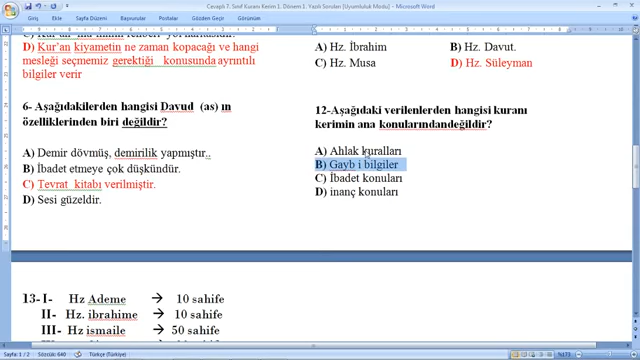 Cevaplı 7. Sınıf Kuranı Kerim 1. Dönem 1. Yazılı Soruları [Uyumluluk Modu] - Microsoft Word
Giriş Ekle Sayfa Düzeni Başvurular Postalar Gözden Geçir Görünüm
D) Kur'an kıyametin ne zaman kopacağı ve hangi
mesleği seçmemiz gerektiği konusunda ayrıntılı
bilgiler verir
6- Aşağıdakilerden hangisi Davud (as) ın
özelliklerinden biri değildir?
A) Demir dövmüş, demirilik yapmıştır..
B) İbadet etmeye çok düşkündür.
C) Tevrat kitabı verilmiştir.
D) Sesi güzeldir.
A) Hz. İbrahim B) Hz. Davut.
C) Hz. Musa D) Hz. Süleyman
12-Aşağıdaki verilenlerden hangisi kuranı
kerimin ana konularındandeğildir?
A) Ahlak kuralları
B) Gayb i bilgiler
C) İbadet konuları
D) inanç konuları
13- I- Hz Ademe → 10 sahife
II- Hz. ibrahime → 10 sahife
III- Hz ismaile → 50 sahife
Sayfa: 1 / 2 Sözcük: 640 Türkçe (Türkiye) %173